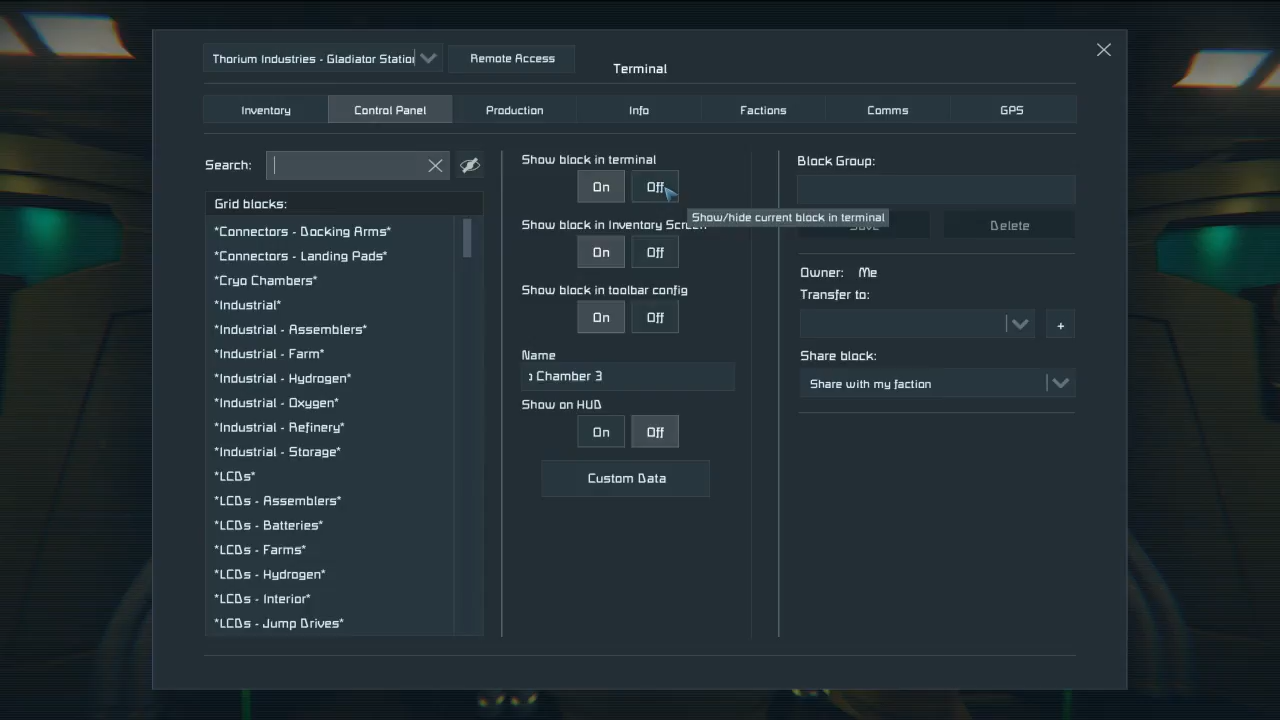 Thorium Industries - Gladiator Station
Remote Access
Terminal
Inventory
Control Panel
Production
Info
Factions
Comms
GPS
Search:
Grid blocks:
*Connectors - Docking Arms*
*Connectors - Landing Pads*
*Cryo Chambers*
*Industrial*
*Industrial - Assemblers*
*Industrial - Farm*
*Industrial - Hydrogen*
*Industrial - Oxygen*
*Industrial - Refinery*
*Industrial - Storage*
*LCDs*
*LCDs - Assemblers*
*LCDs - Batteries*
*LCDs - Farms*
*LCDs - Hydrogen*
*LCDs - Interior*
*LCDs - Jump Drives*
Show block in terminal
On Off
Show/hide current block in terminal
Show block in Inventory Screen
On Off
Show block in toolbar config
On Off
Name
o Chamber 3
Show on HUD
On Off
Custom Data
Block Group:
Save Delete
Owner: Me
Transfer to:
+
Share block:
Share with my faction